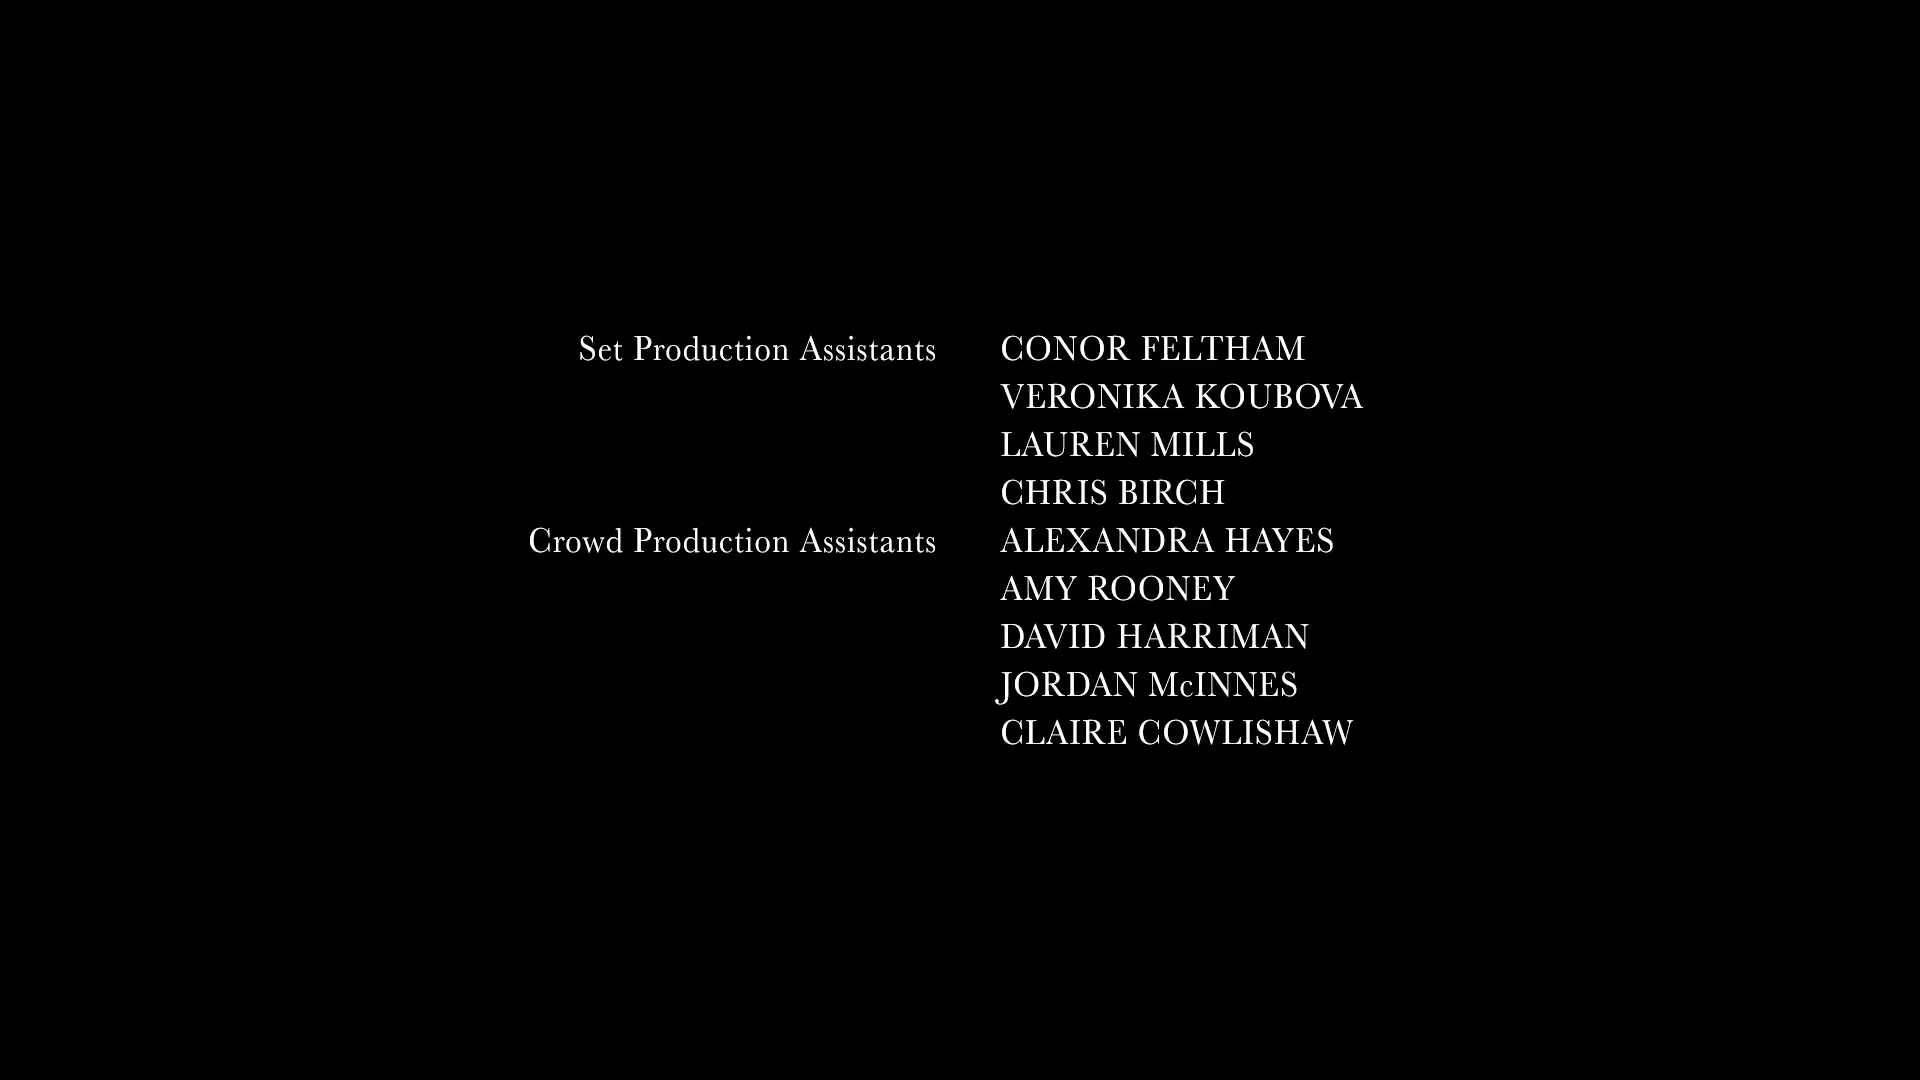 Set Production Assistants CONOR FELTHAM
VERONIKA KOUBOVA
LAUREN MILLS
CHRIS BIRCH
Crowd Production Assistants ALEXANDRA HAYES
AMY ROONEY
DAVID HARRIMAN
JORDAN McINNES
CLAIRE COWLISHAW